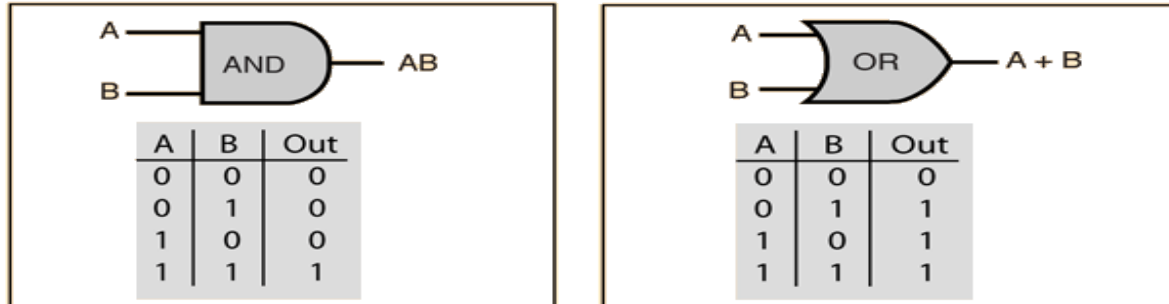 A
AND
AB
B
A B Out
0 0 0
0 1 0
1 0 0
1 1 1
A
OR
A + B
B
A B Out
0 0 0
0 1 1
1 0 1
1 1 1